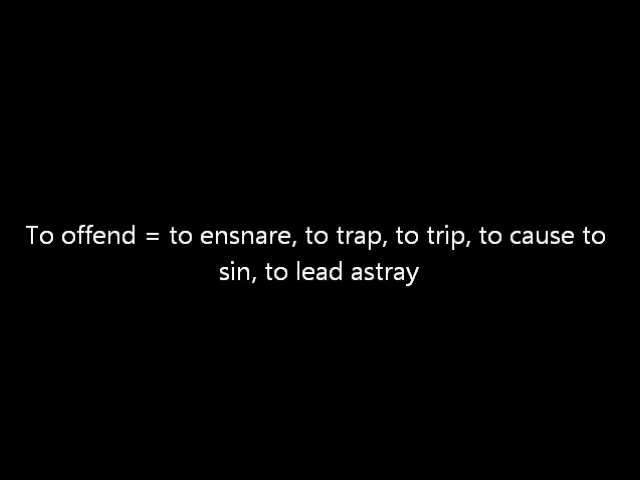 To offend = to ensnare, to trap, to trip, to cause to
sin, to lead astray